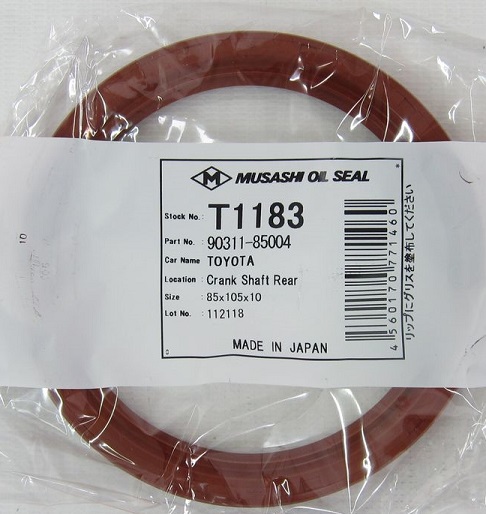 M MUSASHI OIL SEAL
Stock No. : T1183
Part No. : 90311-85004
Car Name : TOYOTA
Location : Crank Shaft Rear
Size : 85x105x10
Lot No. : 112118
MADE IN JAPAN
4560170771460
リップにグリスを塗布してください
10